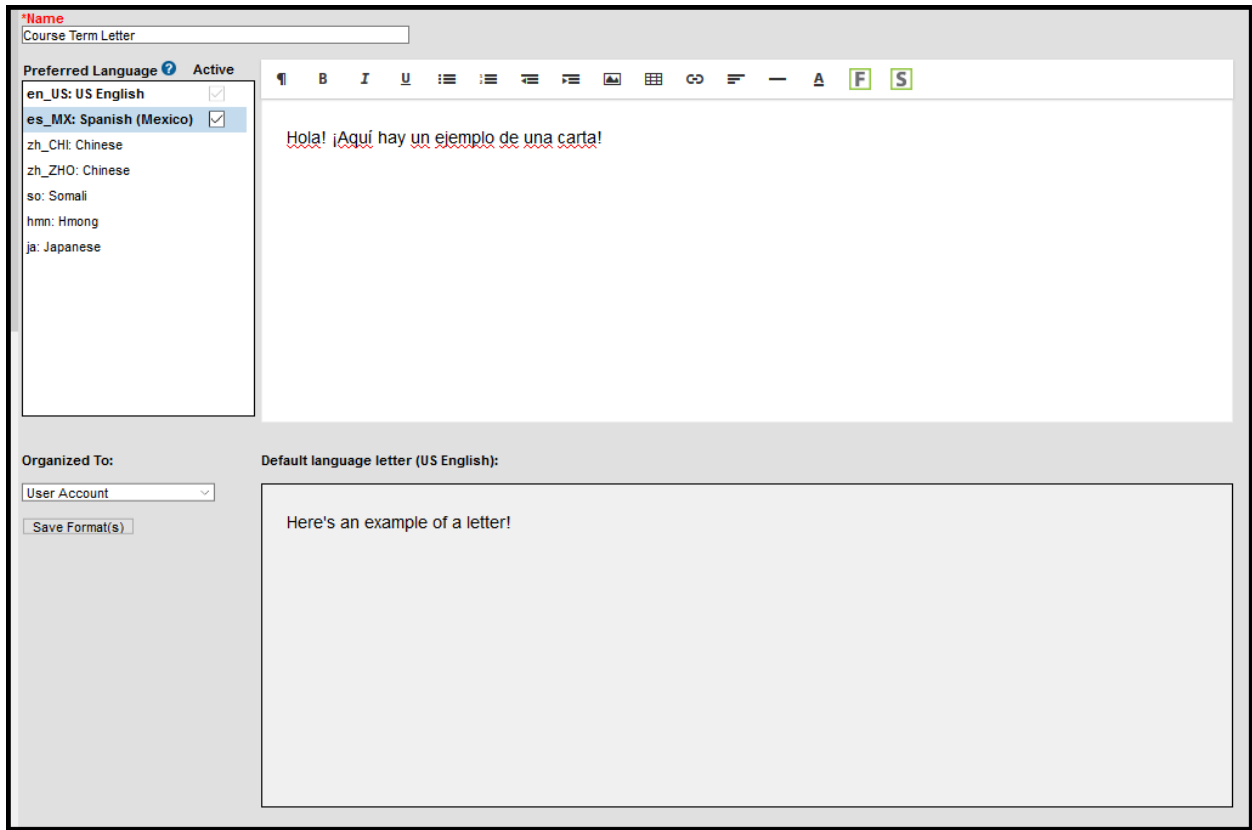 *Name
Course Term Letter
Preferred Language ? Active
en_US: US English
es_MX: Spanish (Mexico)
zh_CHI: Chinese
zh_ZHO: Chinese
so: Somali
hmn: Hmong
ja: Japanese
¶ B I U A F S
Hola! ¡Aquí hay un ejemplo de una carta!
Organized To:
User Account
Save Format(s)
Default language letter (US English):
Here's an example of a letter!